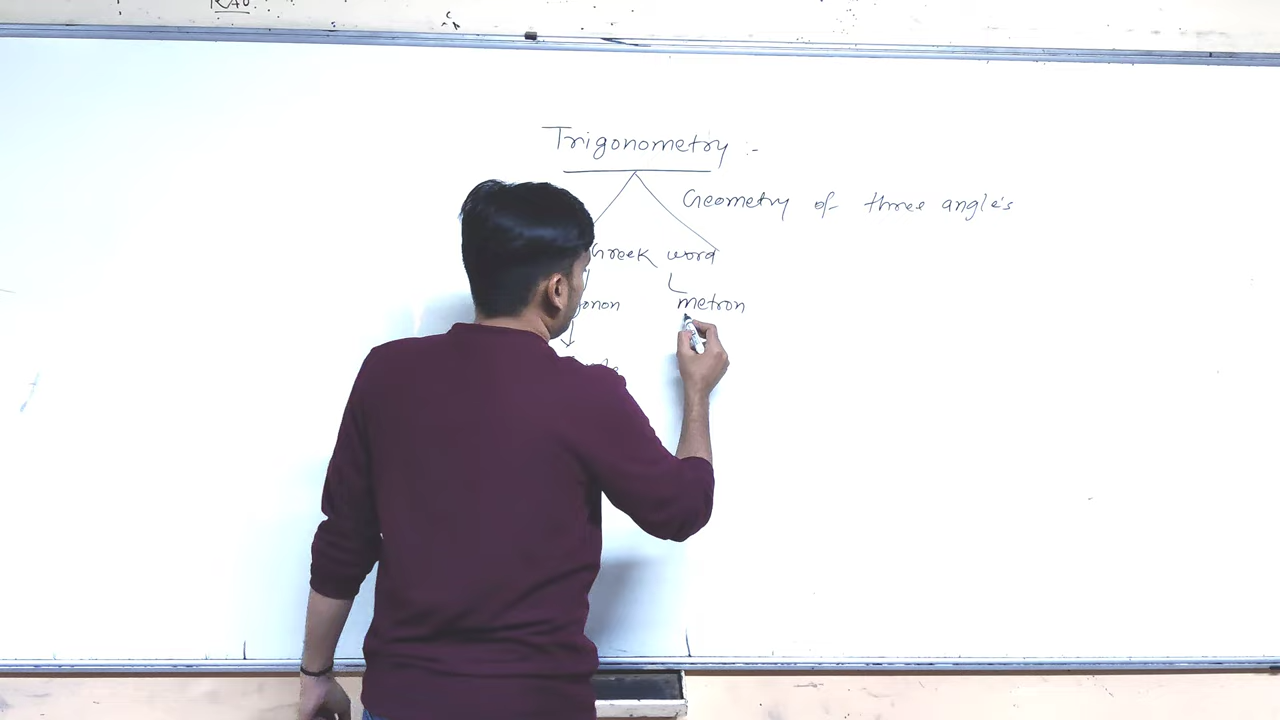 Trigonometry :-
Geometry of three angle's
Greek word
gonon metron